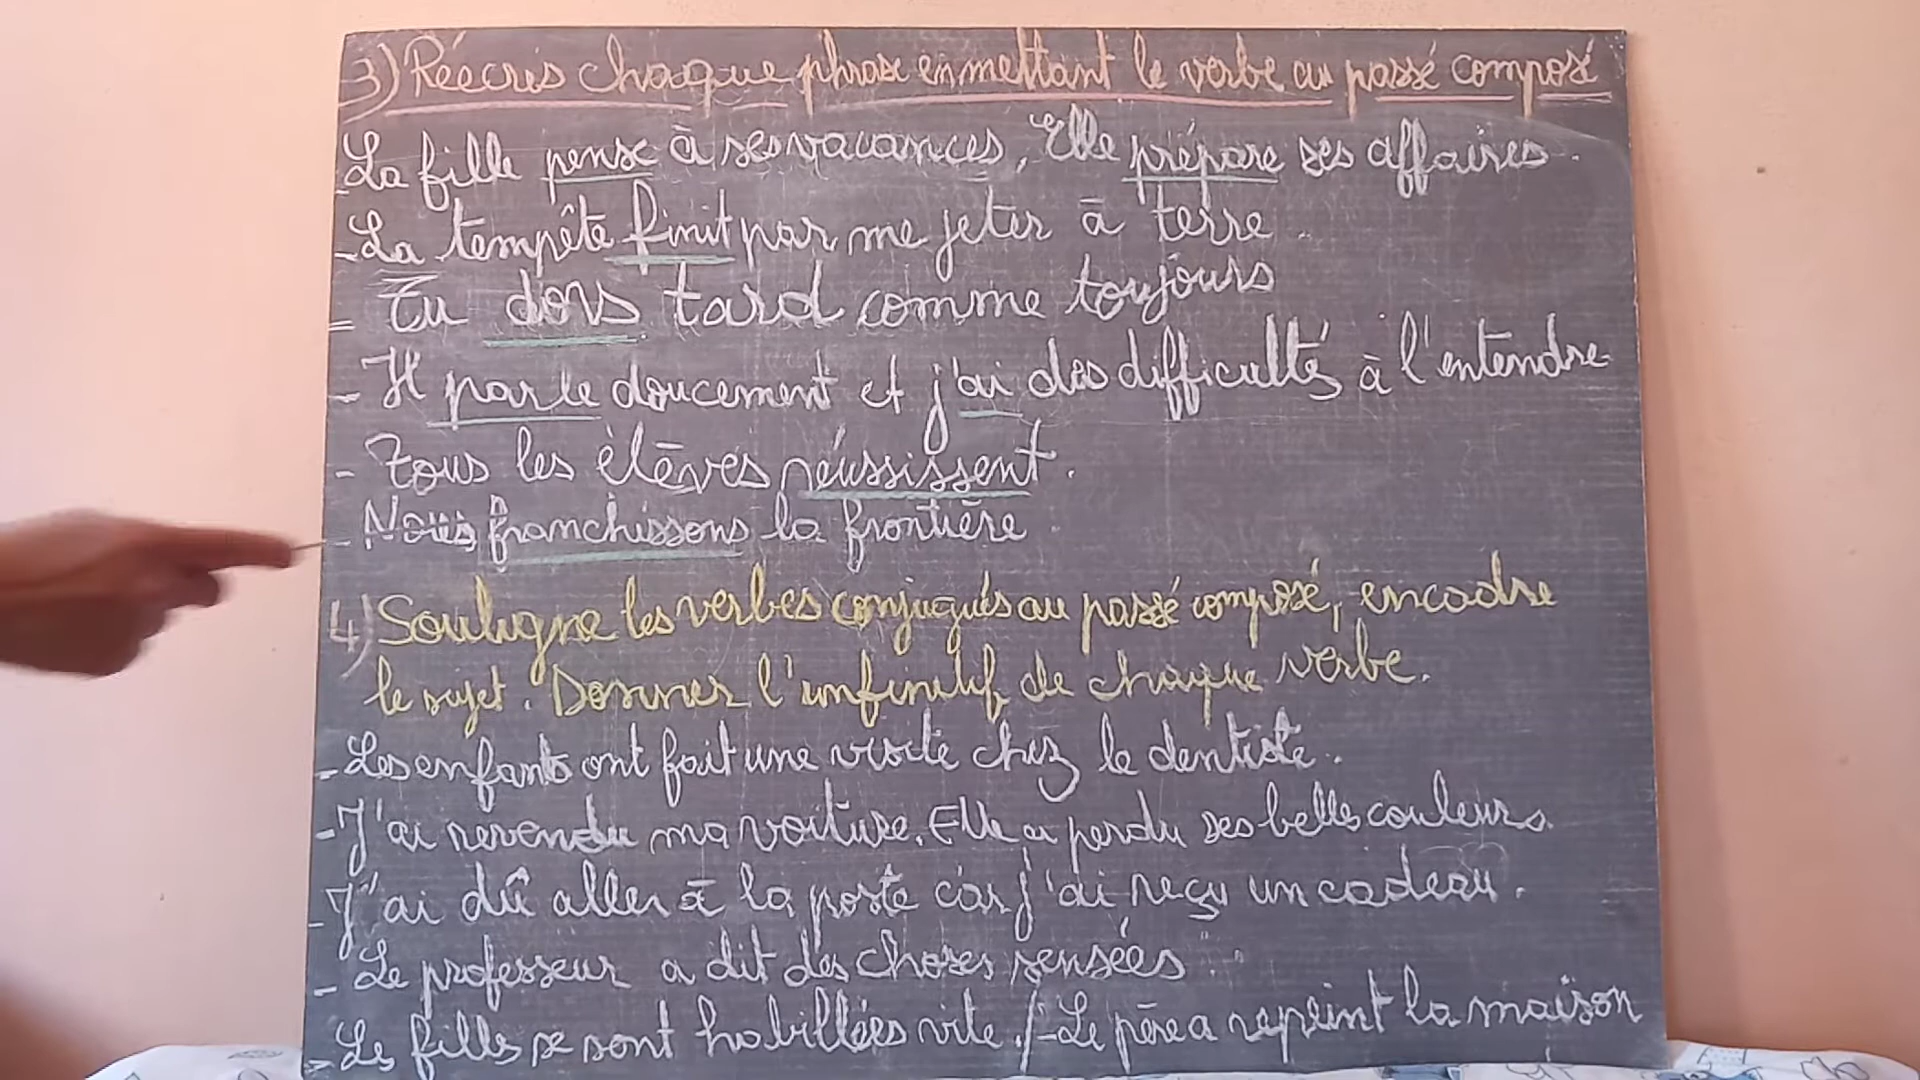 3) Réécris chaque phrase en mettant le verbe au passé composé
- La fille pense à ses vacances. Elle prépare ses affaires.
- La tempête finit par me jeter à terre.
- Tu dors tard comme toujours
- Il parle doucement et j'ai des difficultés à l'entendre.
- Tous les élèves réussissent.
- Nous franchissons la frontière.
4) Souligne les verbes conjugués au passé composé, encadre
le sujet. Donner l'infinitif de chaque verbe.
- Les enfants ont fait une visite chez le dentiste.
- J'ai revendu ma voiture. Elle a perdu ses belles couleurs.
- J'ai dû aller à la poste car j'ai reçu un cadeau.
- Le professeur a dit des choses sensées.
- Les filles se sont habillées vite. /- Le père a repeint la maison